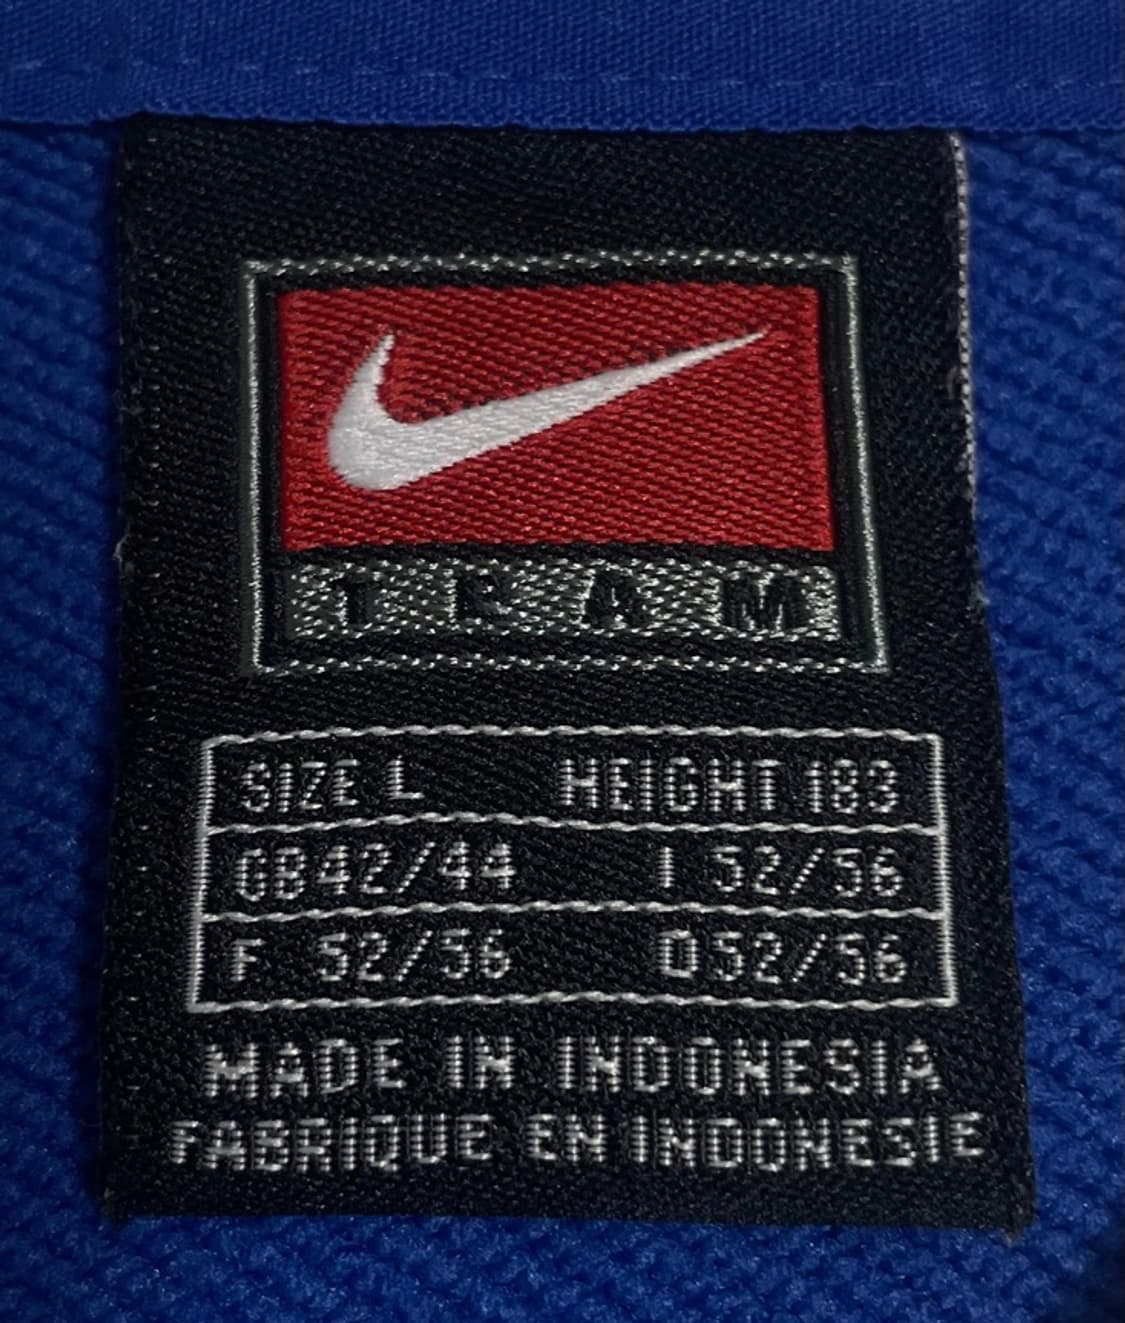 TEAM
SIZE L HEIGHT 183
GB42/44 I 52/56
F 52/56 D52/56
MADE IN INDONESIA
FABRIQUE EN INDONESIE